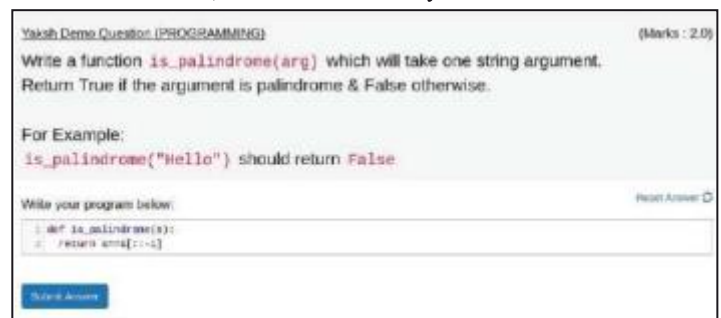 Yaksh Demo Question (PROGRAMMING)
(Marks : 2.0)
Write a function is_palindrome(arg) which will take one string argument.
Return True if the argument is palindrome & False otherwise.
For Example:
is_palindrome("Hello") should return False
Write your program below:
Reset Answer
1 def is_palindrome(s):
2 return
Submit Answer